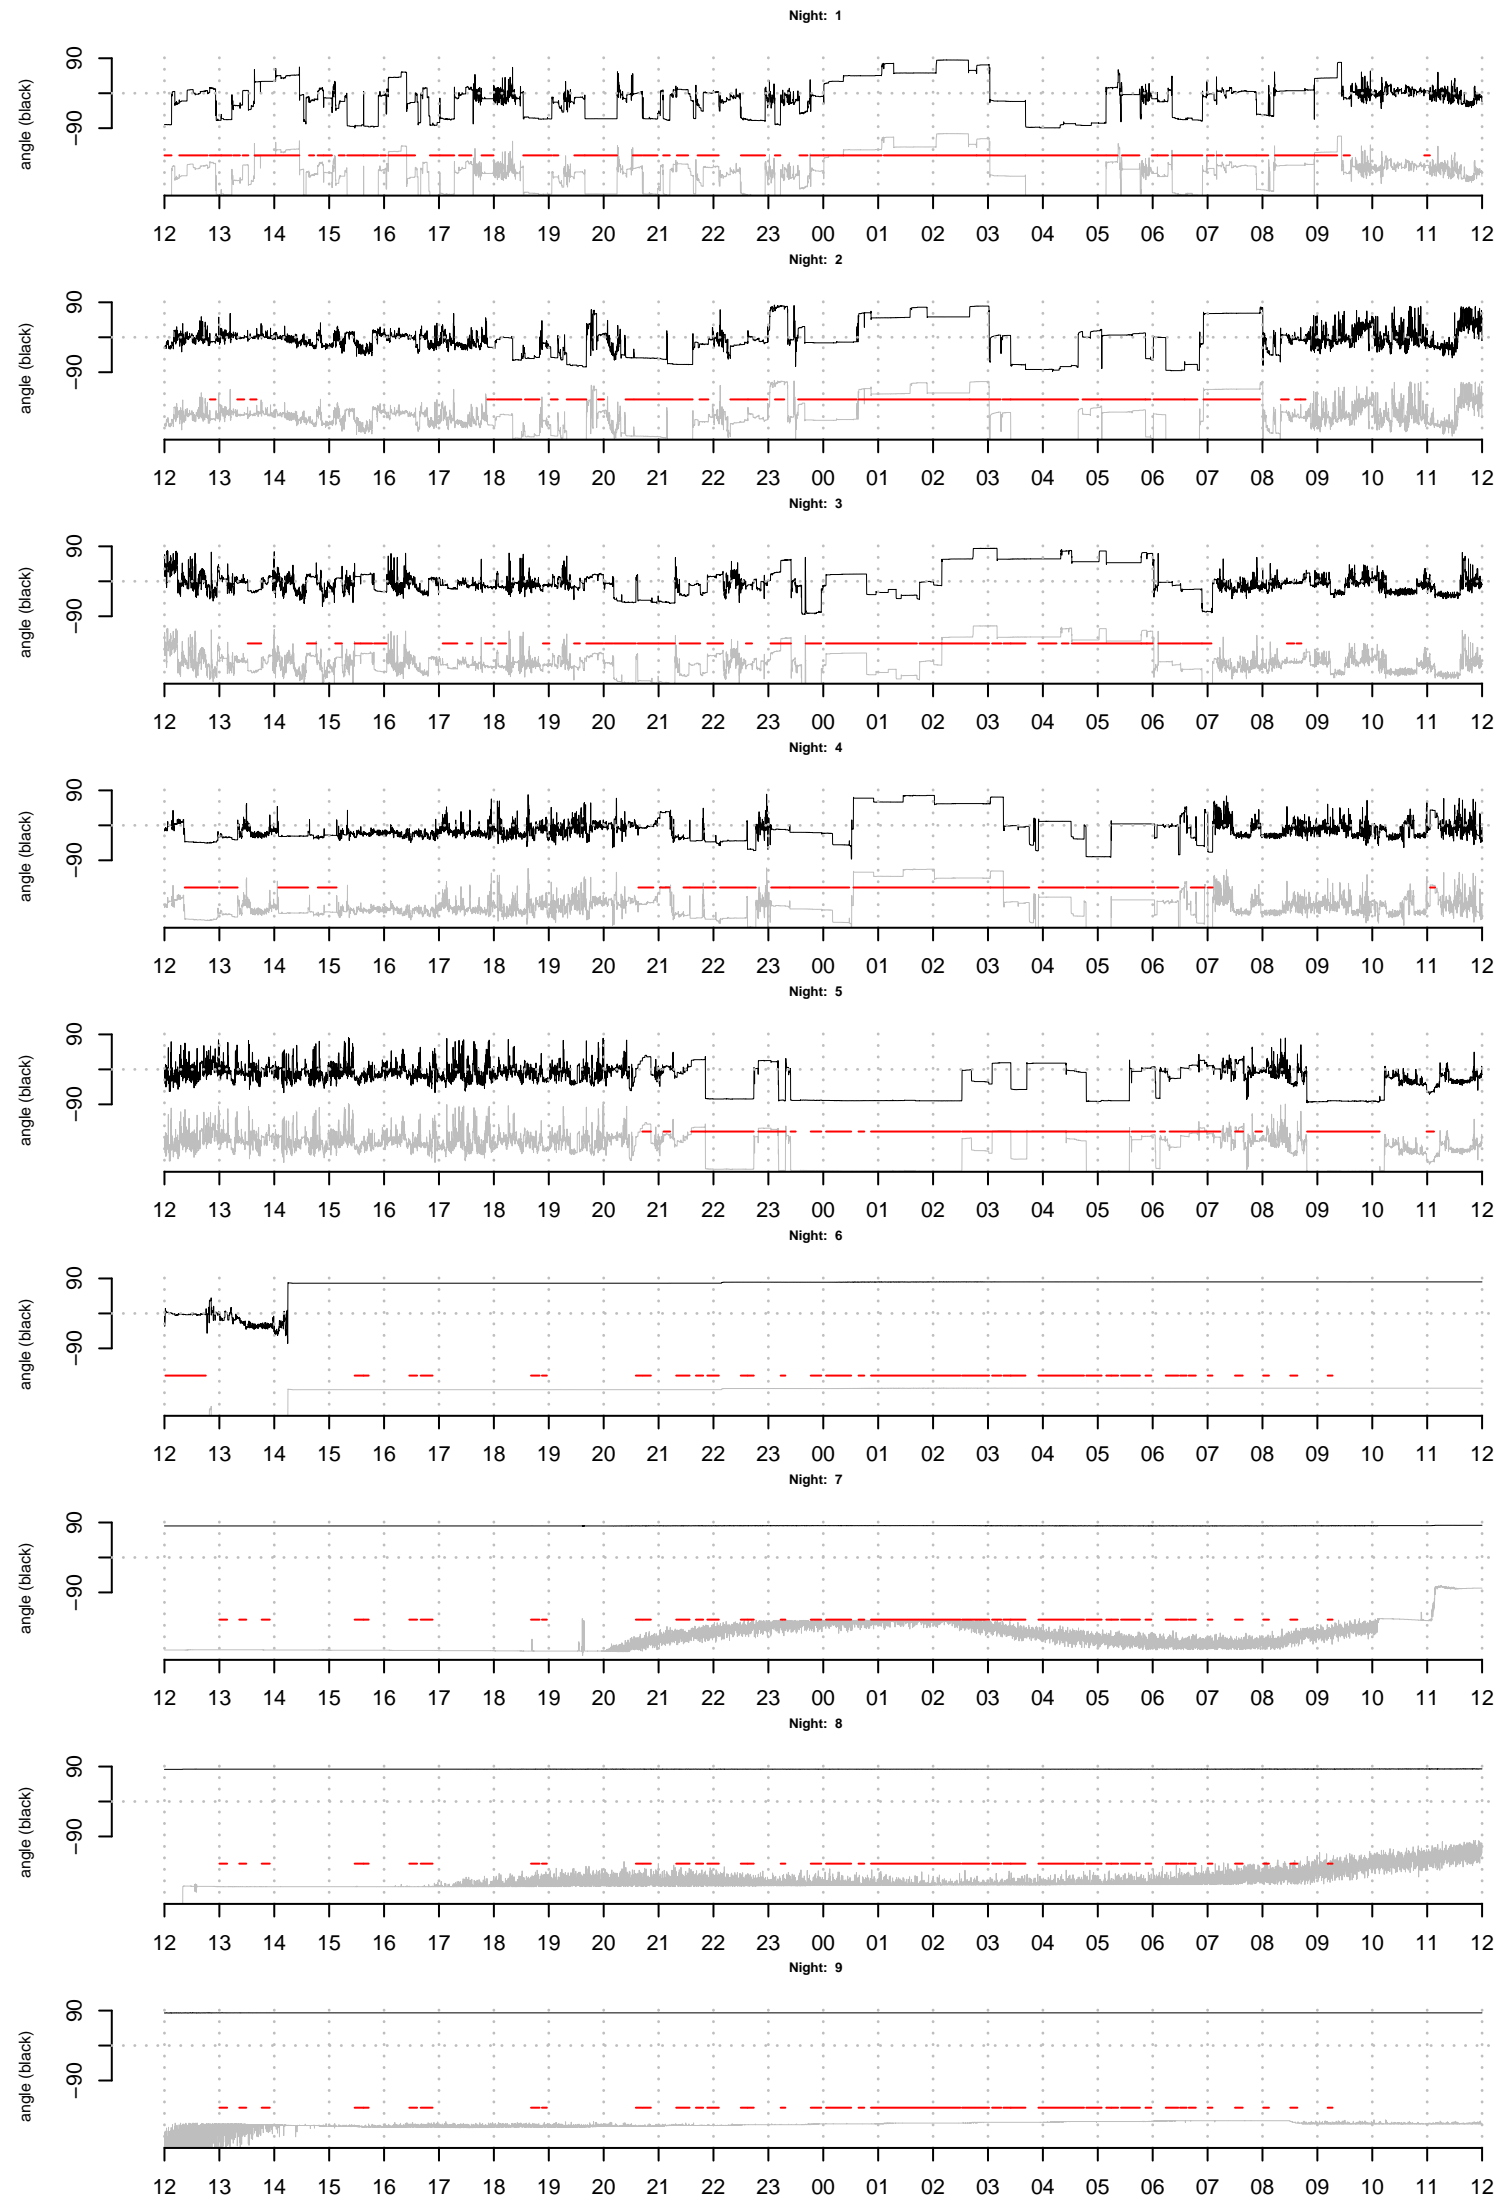 Night: 1
90
-90
angle (black)
12 13 14 15 16 17 18 19 20 21 22 23 00 01 02 03 04 05 06 07 08 09 10 11 12
Night: 2
90
-90
angle (black)
12 13 14 15 16 17 18 19 20 21 22 23 00 01 02 03 04 05 06 07 08 09 10 11 12
Night: 3
90
-90
angle (black)
12 13 14 15 16 17 18 19 20 21 22 23 00 01 02 03 04 05 06 07 08 09 10 11 12
Night: 4
90
-90
angle (black)
12 13 14 15 16 17 18 19 20 21 22 23 00 01 02 03 04 05 06 07 08 09 10 11 12
Night: 5
90
-90
angle (black)
12 13 14 15 16 17 18 19 20 21 22 23 00 01 02 03 04 05 06 07 08 09 10 11 12
Night: 6
90
-90
angle (black)
12 13 14 15 16 17 18 19 20 21 22 23 00 01 02 03 04 05 06 07 08 09 10 11 12
Night: 7
90
-90
angle (black)
12 13 14 15 16 17 18 19 20 21 22 23 00 01 02 03 04 05 06 07 08 09 10 11 12
Night: 8
90
-90
angle (black)
12 13 14 15 16 17 18 19 20 21 22 23 00 01 02 03 04 05 06 07 08 09 10 11 12
Night: 9
90
-90
angle (black)
12 13 14 15 16 17 18 19 20 21 22 23 00 01 02 03 04 05 06 07 08 09 10 11 12